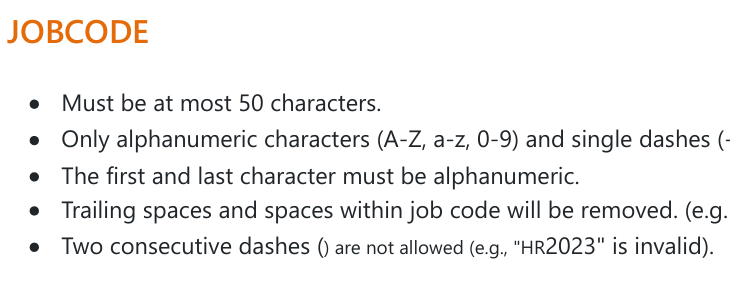 JOBCODE
● Must be at most 50 characters.
● Only alphanumeric characters (A-Z, a-z, 0-9) and single dashes (-
● The first and last character must be alphanumeric.
● Trailing spaces and spaces within job code will be removed. (e.g.
● Two consecutive dashes () are not allowed (e.g., "HR2023" is invalid).